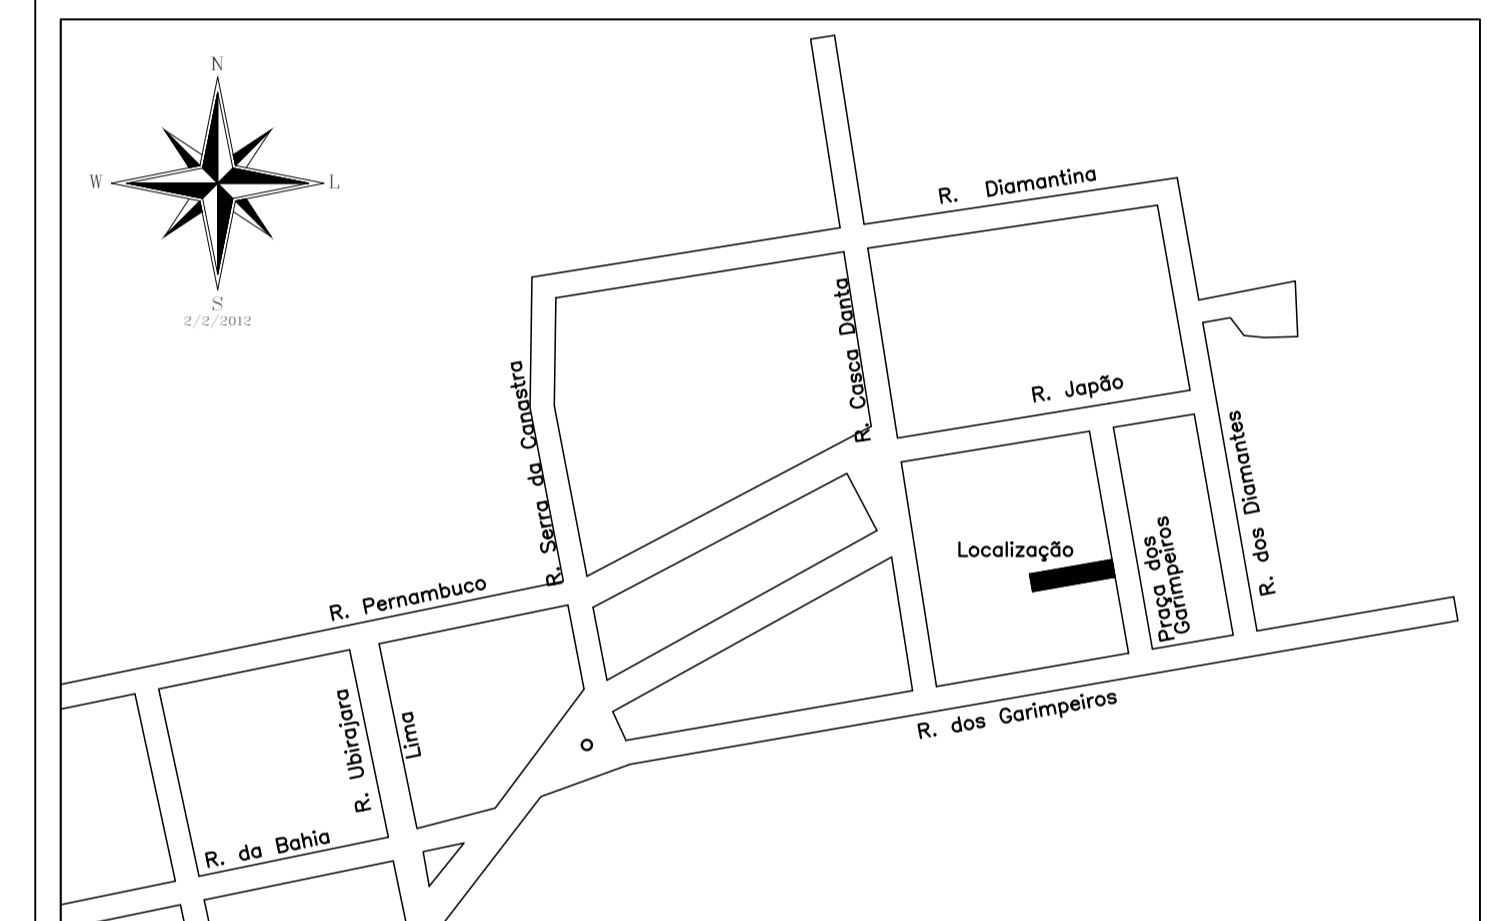 N
W
L
S
2/2/2012
R. Diamantina
R. Casca Danta
R. Serra da Canastra
R. Japão
R. dos Diamantes
Localização
Praça dos
Garimpeiros
R. Pernambuco
R. Ubirajara
Lima
R. dos Garimpeiros
R. da Bahia